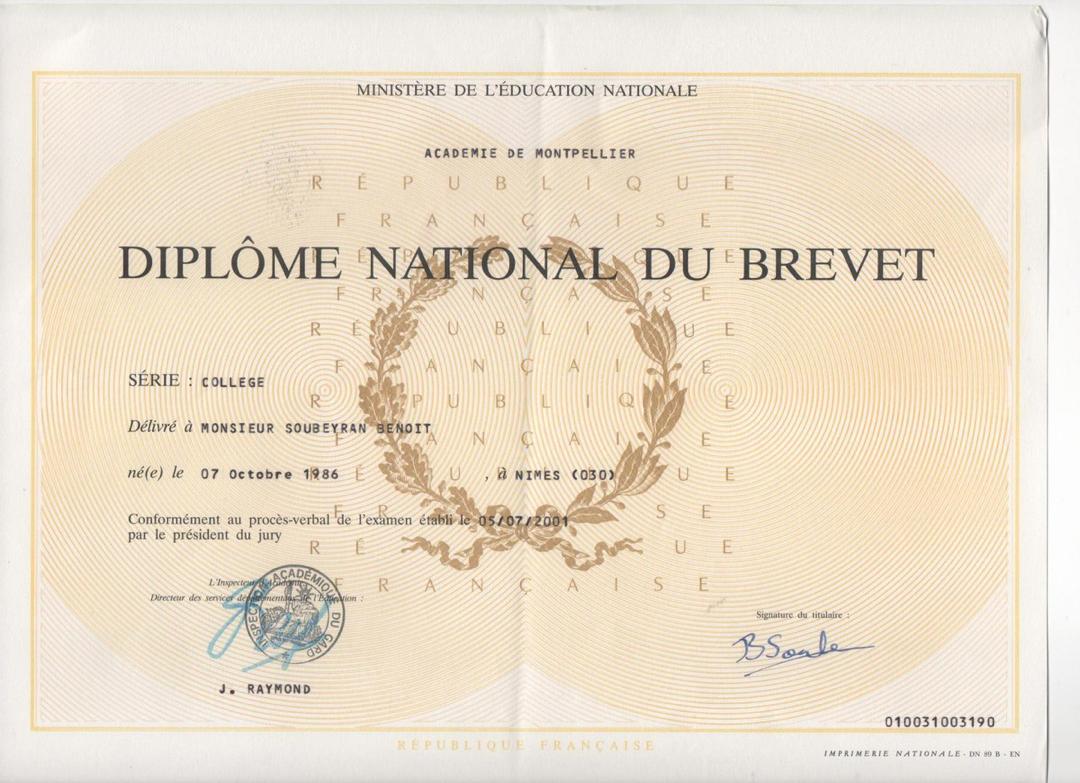 MINISTÈRE DE L'ÉDUCATION NATIONALE
ACADEMIE DE MONTPELLIER
RÉPUBLIQUE
FRANÇAISE
DIPLÔME NATIONAL DU BREVET
SÉRIE : COLLEGE
Délivré à MONSIEUR SOUBEYRAN BENOIT
né(e) le 07 Octobre 1986 , à NIMES (030)
Conformément au procès-verbal de l'examen établi le 05/07/2001
par le président du jury
L'Inspecteur d'Académie
Directeur des services départementaux de l'Éducation :
INSPECTION ACADÉMIQUE DU GARD
Signature du titulaire :
J. RAYMOND
010031003190
RÉPUBLIQUE FRANÇAISE
IMPRIMERIE NATIONALE - DN 89 B - EN